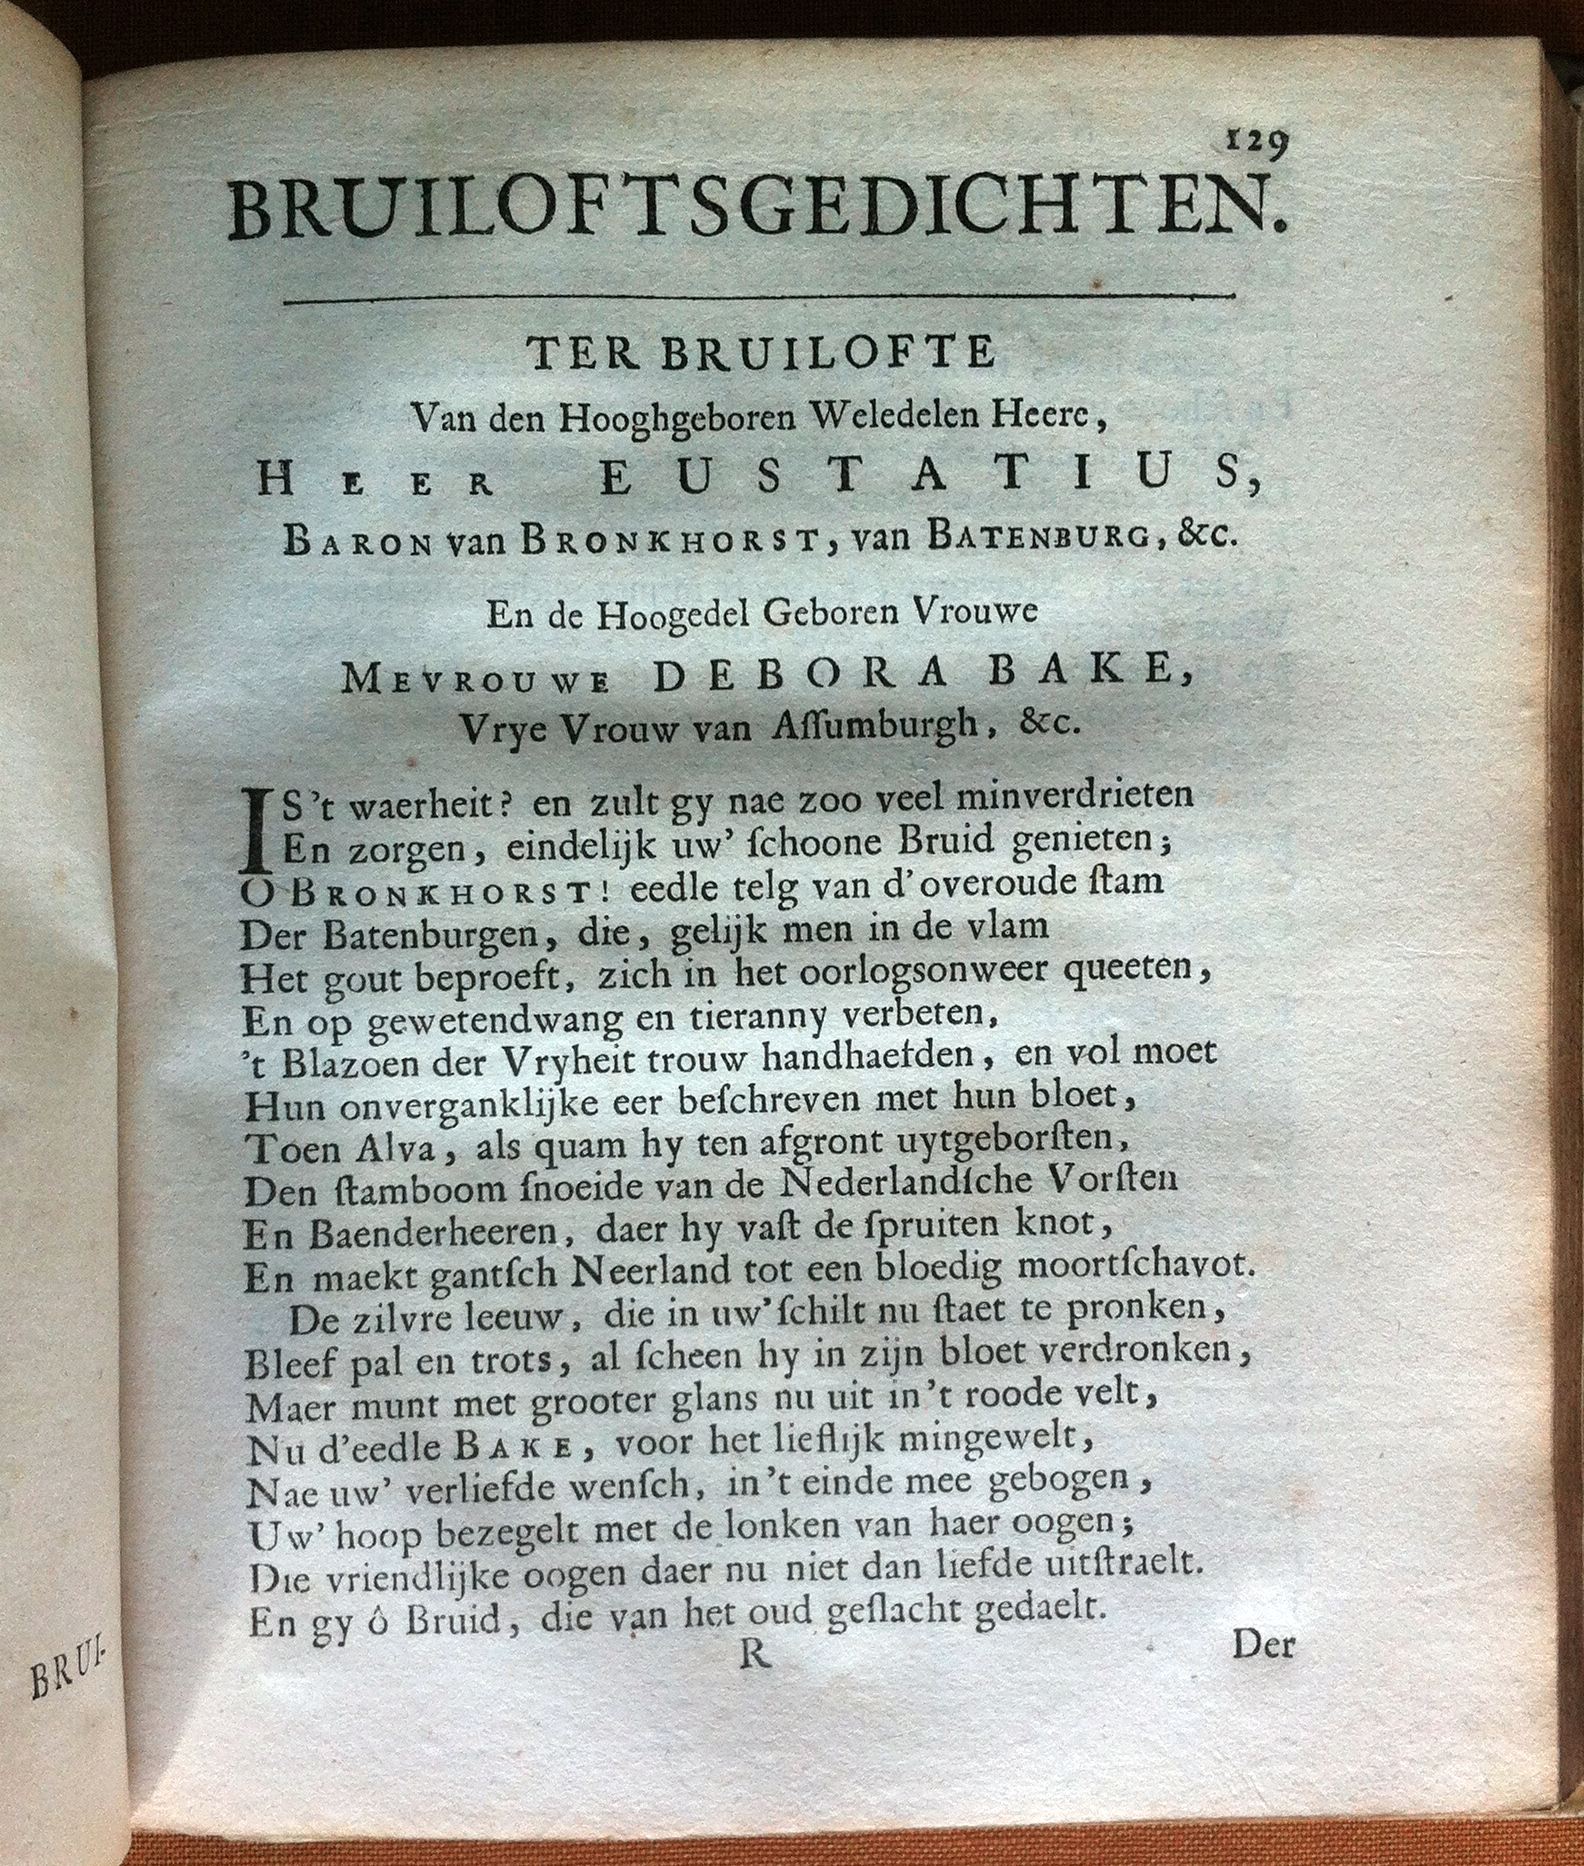 129
BRUILOFTSGEDICHTEN.
TER BRUILOFTE
Van den Hooghgeboren Weledelen Heere,
HEER EUSTATIUS,
BARON van BRONKHORST, van BATENBURG, &c.
En de Hoogedel Geboren Vrouwe
MEVROUWE DEBORA BAKE,
Vrye Vrouw van Aſſumburgh, &c.
IS't waerheit? en zult gy nae zoo veel minverdrieten
En zorgen, eindelijk uw' ſchoone Bruid genieten;
O BRONKHORST! eedle telg van d'overoude ſtam
Der Batenburgen, die, gelijk men in de vlam
Het gout beproeft, zich in het oorlogsonweer queeten,
En op gewetendwang en tieranny verbeten,
't Blazoen der Vryheit trouw handhaefden, en vol moet
Hun onverganklijke eer beſchreven met hun bloet,
Toen Alva, als quam hy ten afgront uytgeborſten,
Den ſtamboom ſnoeide van de Nederlandſche Vorſten
En Baenderheeren, daer hy vaſt de ſpruiten knot,
En maekt gantſch Neerland tot een bloedig moortſchavot.
De zilvre leeuw, die in uw' ſchilt nu ſtaet te pronken,
Bleef pal en trots, al ſcheen hy in zijn bloet verdronken,
Maer munt met grooter glans nu uit in 't roode velt,
Nu d'eedle BAKE, voor het lieflijk mingewelt,
Nae uw' verliefde wenſch, in 't einde mee gebogen,
Uw' hoop bezegelt met de lonken van haer oogen;
Die vriendlijke oogen daer nu niet dan liefde uitſtraelt.
En gy ô Bruid, die van het oud geſlacht gedaelt.
R
Der
BRUI-